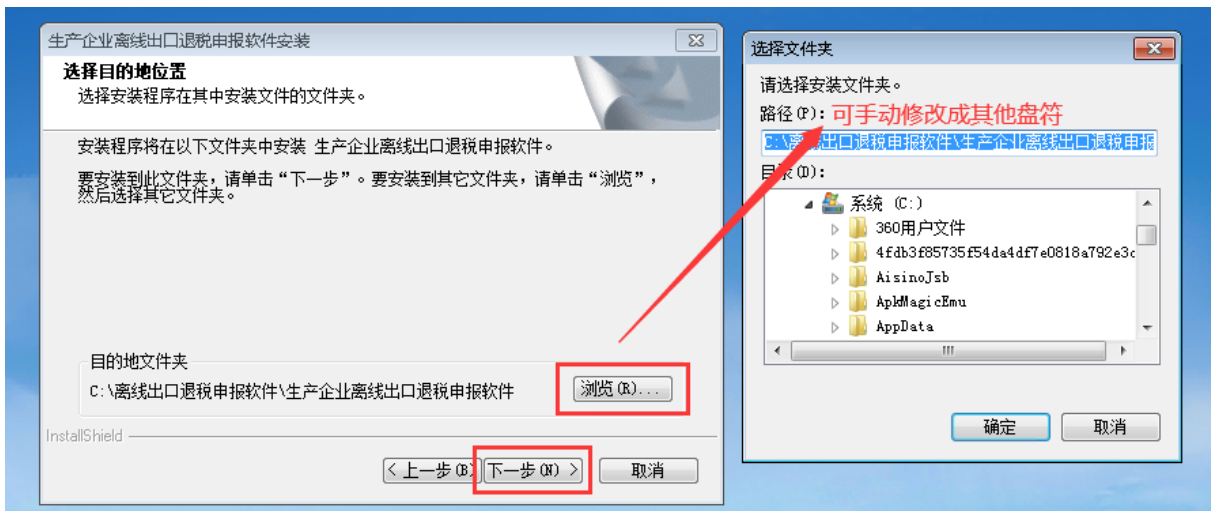 生产企业离线出口退税申报软件安装
选择目的地位置
选择安装程序在其中安装文件的文件夹。
安装程序将在以下文件夹中安装 生产企业离线出口退税申报软件。
要安装到此文件夹，请单击“下一步”。要安装到其它文件夹，请单击“浏览”，
然后选择其它文件夹。
目的地文件夹
C:\离线出口退税申报软件\生产企业离线出口退税申报软件
浏览(R)...
InstallShield
< 上一步(B)
下一步(N) >
取消
选择文件夹
请选择安装文件夹。
路径(P):
可手动修改成其他盘符
C:\离线出口退税申报软件\生产企业离线出口退税申报
目录(D):
系统 (C:)
360用户文件
4fdb3f85735f54da4df7e0818a792e3c
AisinoJsb
ApkMagicEmu
AppData
确定
取消